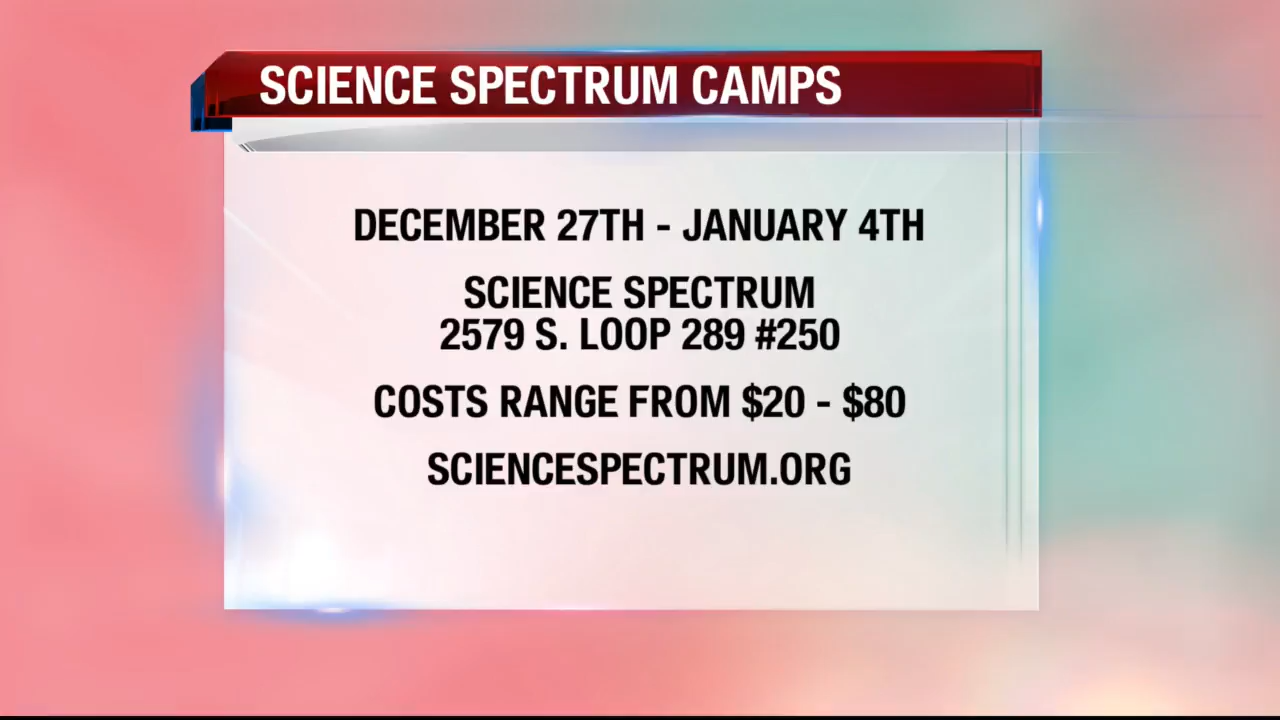 SCIENCE SPECTRUM CAMPS
DECEMBER 27TH - JANUARY 4TH
SCIENCE SPECTRUM
2579 S. LOOP 289 #250
COSTS RANGE FROM $20 - $80
SCIENCESPECTRUM.ORG